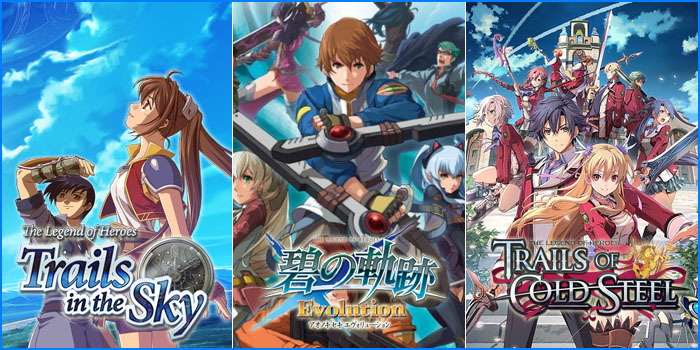 The Legend of Heroes
Trails
in the Sky
THE LEGEND OF HEROES
碧の軌跡
Evolution
アオノキセキ エヴォリューション
THE LEGEND OF HEROES
TRAILS OF
COLD STEEL